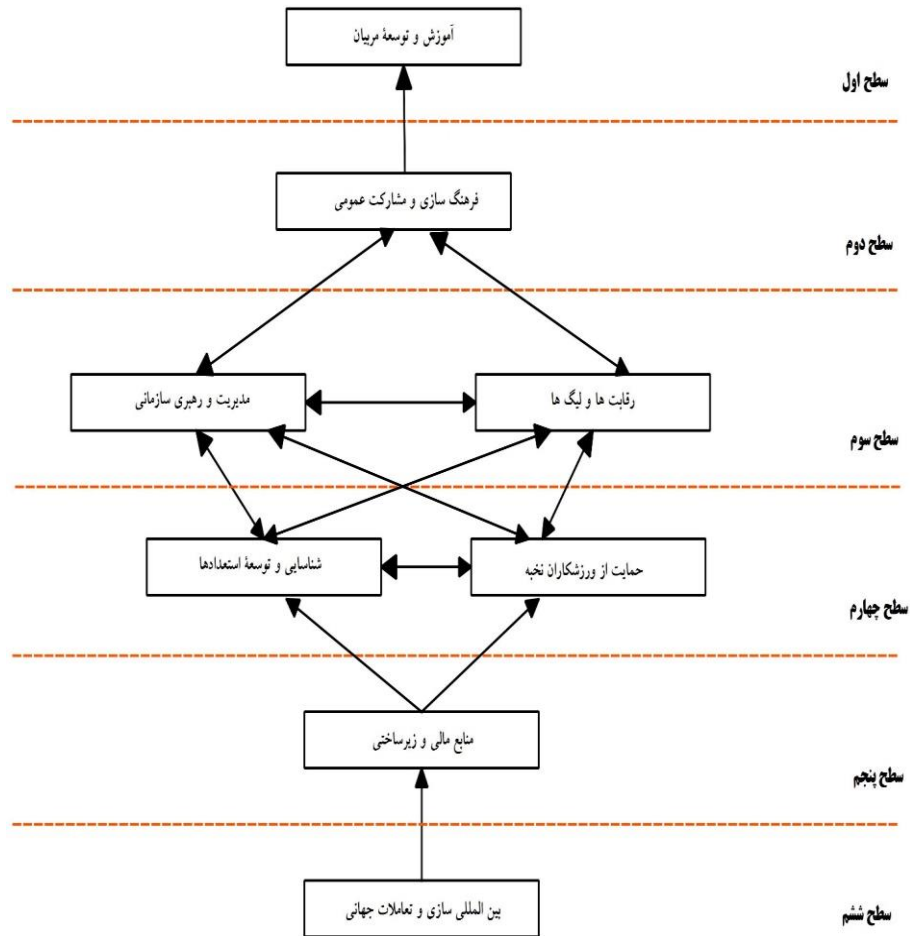 آموزش و توسعهٔ مربیان
سطح اول
فرهنگ سازی و مشارکت عمومی
سطح دوم
رقابت ها و لیگ ها
مدیریت و رهبری سازمانی
سطح سوم
حمایت از ورزشکاران نخبه
شناسایی و توسعهٔ استعدادها
سطح چهارم
منابع مالی و زیرساختی
سطح پنجم
بین المللی سازی و تعاملات جهانی
سطح ششم